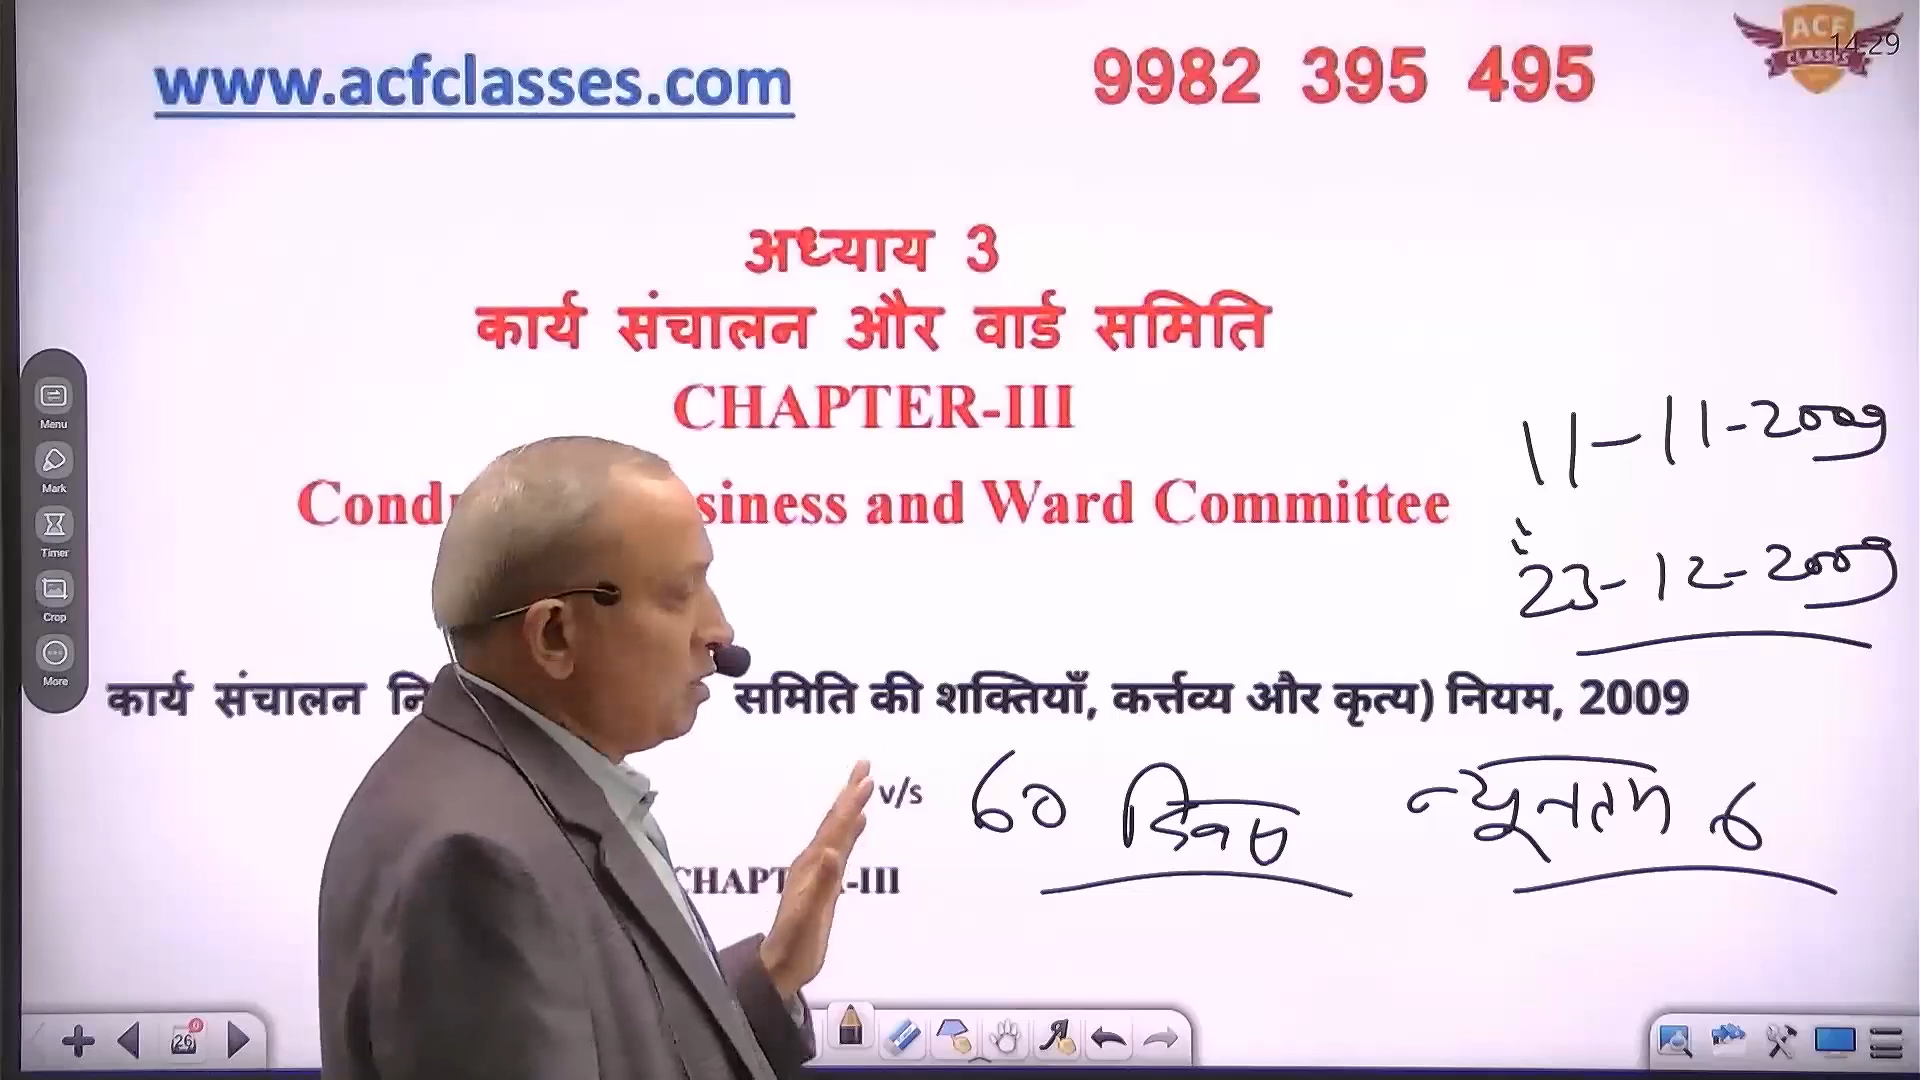 www.acfclasses.com 9982 395 495
ACF
CLASSES
14:29
अध्याय 3
कार्य संचालन और वार्ड समिति
CHAPTER-III
11-11-2009
siness and Ward Committee
23-12-2009
कार्य संचालन समिति की शक्तियाँ, कर्त्तव्य और कृत्य) नियम, 2009
v/s 60 दिवस न्यूनतम 6
-III
Menu
Mark
Timer
Crop
More
26